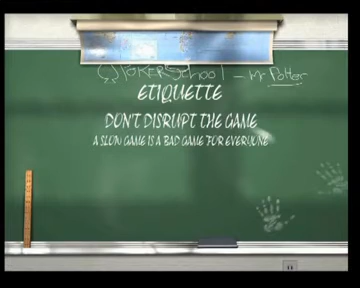 PokerSchool - Mr Potter
ETIQUETTE
DON'T DISRUPT THE GAME
A SLOW GAME IS A BAD GAME FOR EVERYONE